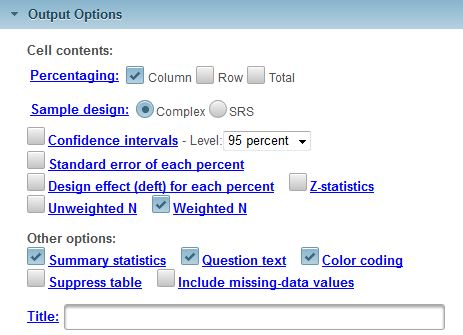 Output Options
Cell contents:
Percentaging: Column Row Total
Sample design: Complex SRS
Confidence intervals - Level: 95 percent
Standard error of each percent
Design effect (deft) for each percent Z-statistics
Unweighted N Weighted N
Other options:
Summary statistics Question text Color coding
Suppress table Include missing-data values
Title: